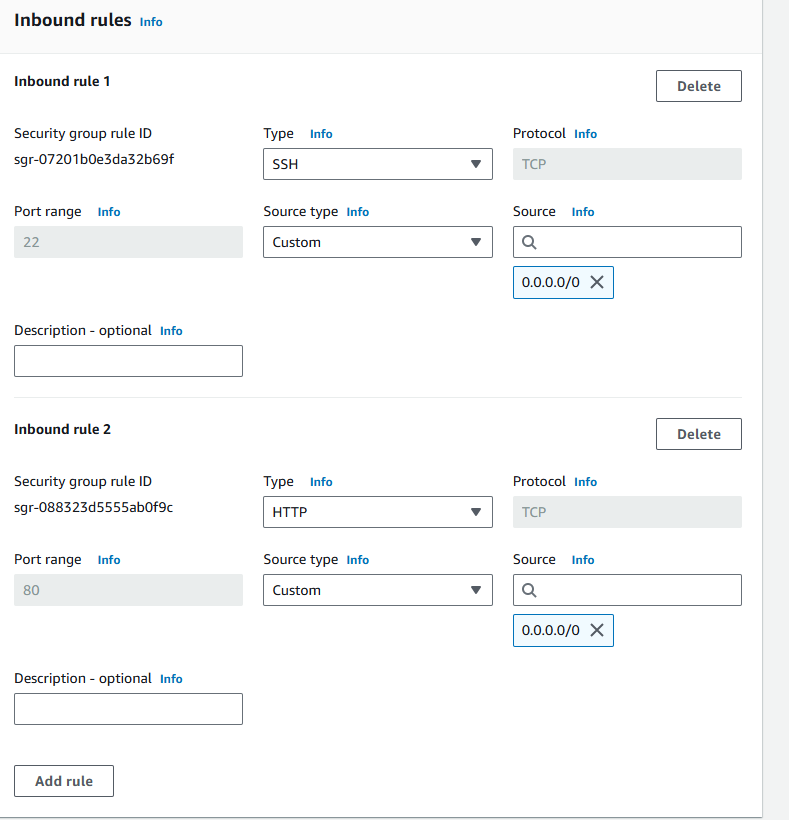 Inbound rules Info
Inbound rule 1
Delete
Security group rule ID
sgr-07201b0e3da32b69f
Type Info
SSH
Protocol Info
TCP
Port range Info
22
Source type Info
Custom
Source Info
0.0.0.0/0
Description - optional Info
Inbound rule 2
Delete
Security group rule ID
sgr-088323d5555ab0f9c
Type Info
HTTP
Protocol Info
TCP
Port range Info
80
Source type Info
Custom
Source Info
0.0.0.0/0
Description - optional Info
Add rule